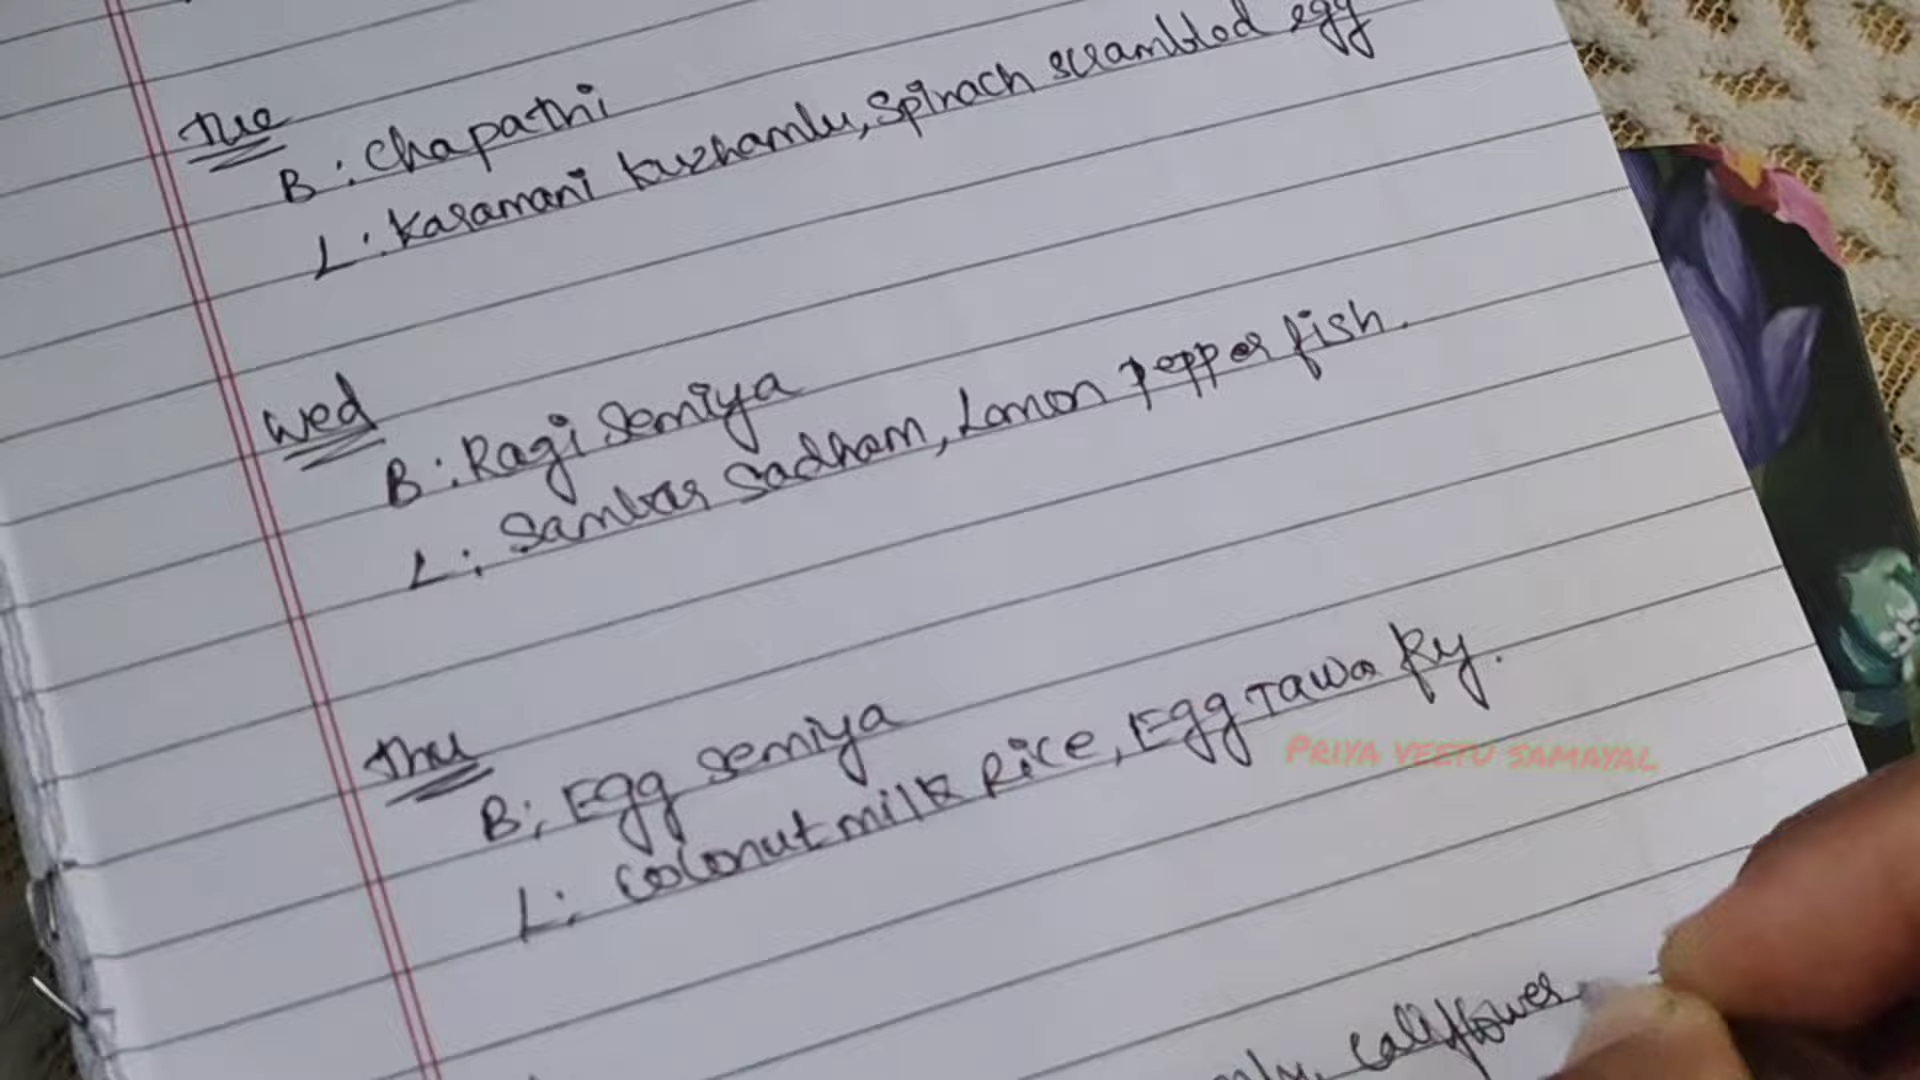 Tue
B: Chapathi
L: Karamani kuzhambu, Spinach scrambled egg
Wed
B: Ragi Semiya
L: Sambar Sadham, Lemon pepper fish.
Thu
B: Egg semiya
L: Coconut milk Rice, Egg Tawa Fry.
PRIYA VEETU SAMAYAL